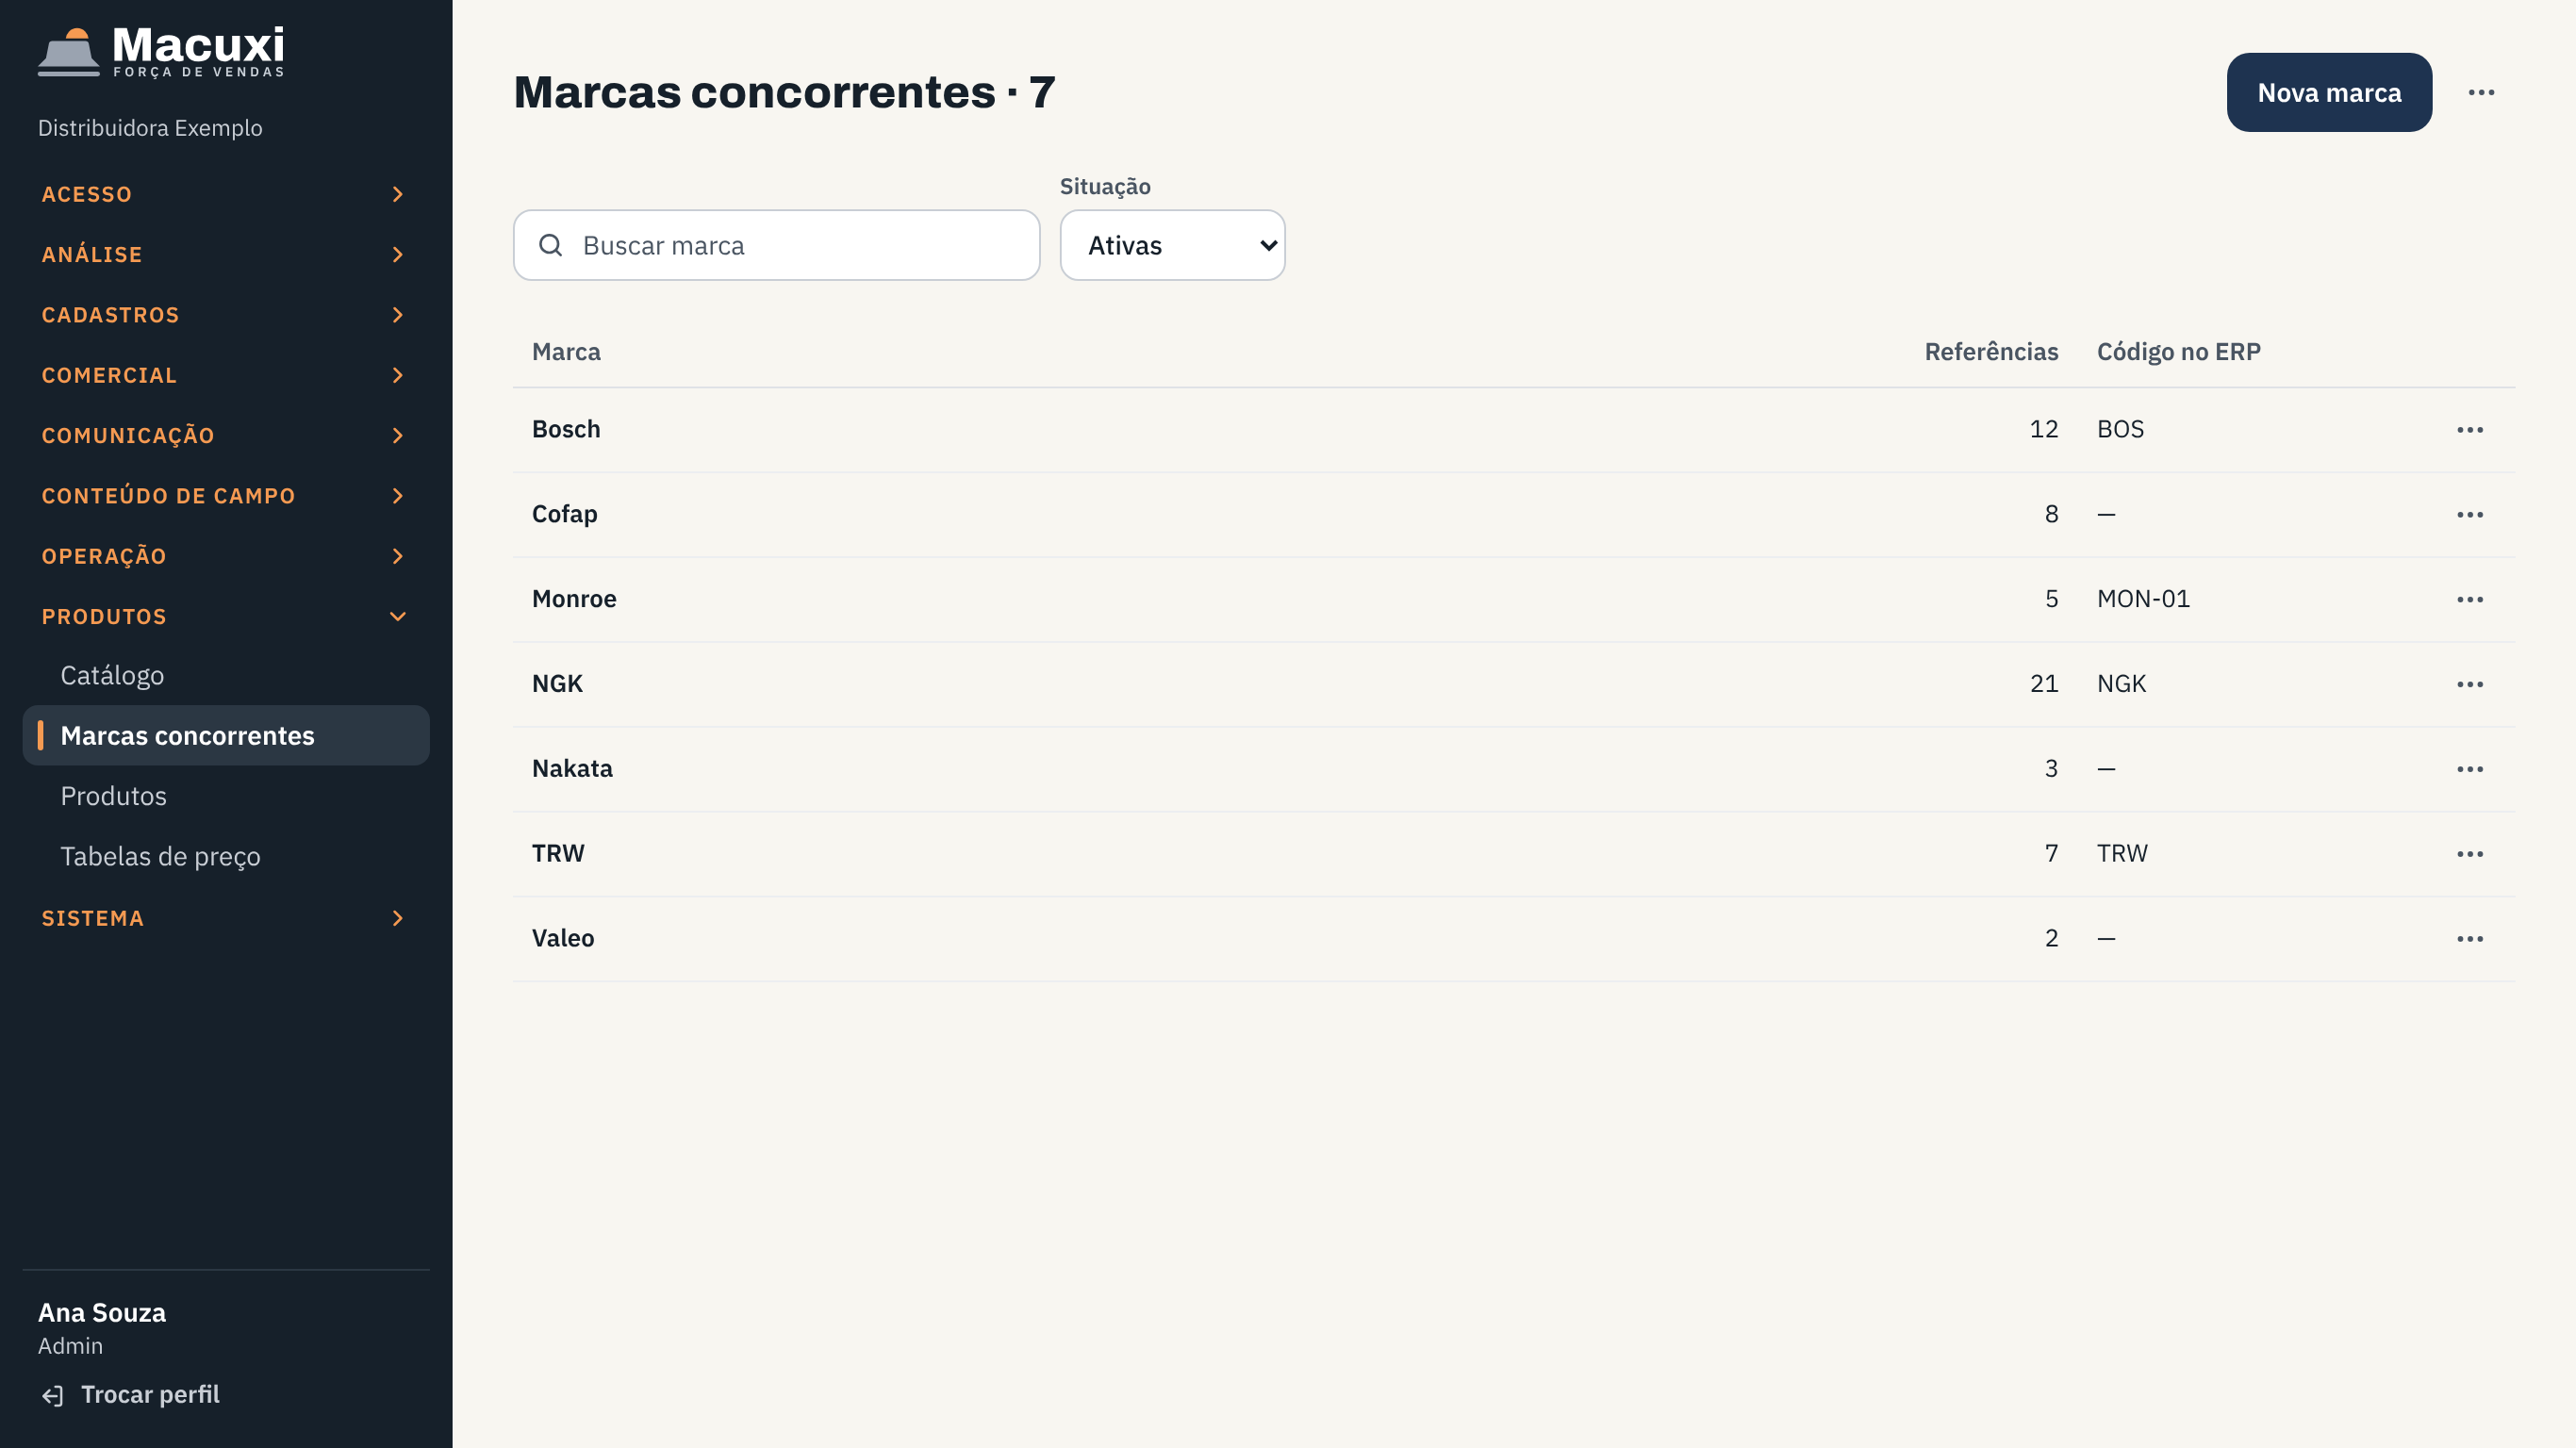 Macuxi
FORÇA DE VENDAS
Distribuidora Exemplo
ACESSO
ANÁLISE
CADASTROS
COMERCIAL
COMUNICAÇÃO
CONTEÚDO DE CAMPO
OPERAÇÃO
PRODUTOS
Catálogo
Marcas concorrentes
Produtos
Tabelas de preço
SISTEMA
Ana Souza
Admin
Trocar perfil
Marcas concorrentes · 7
Nova marca
Situação
Buscar marca
Ativas
Marca Referências Código no ERP
Bosch 12 BOS
Cofap 8 —
Monroe 5 MON-01
NGK 21 NGK
Nakata 3 —
TRW 7 TRW
Valeo 2 —